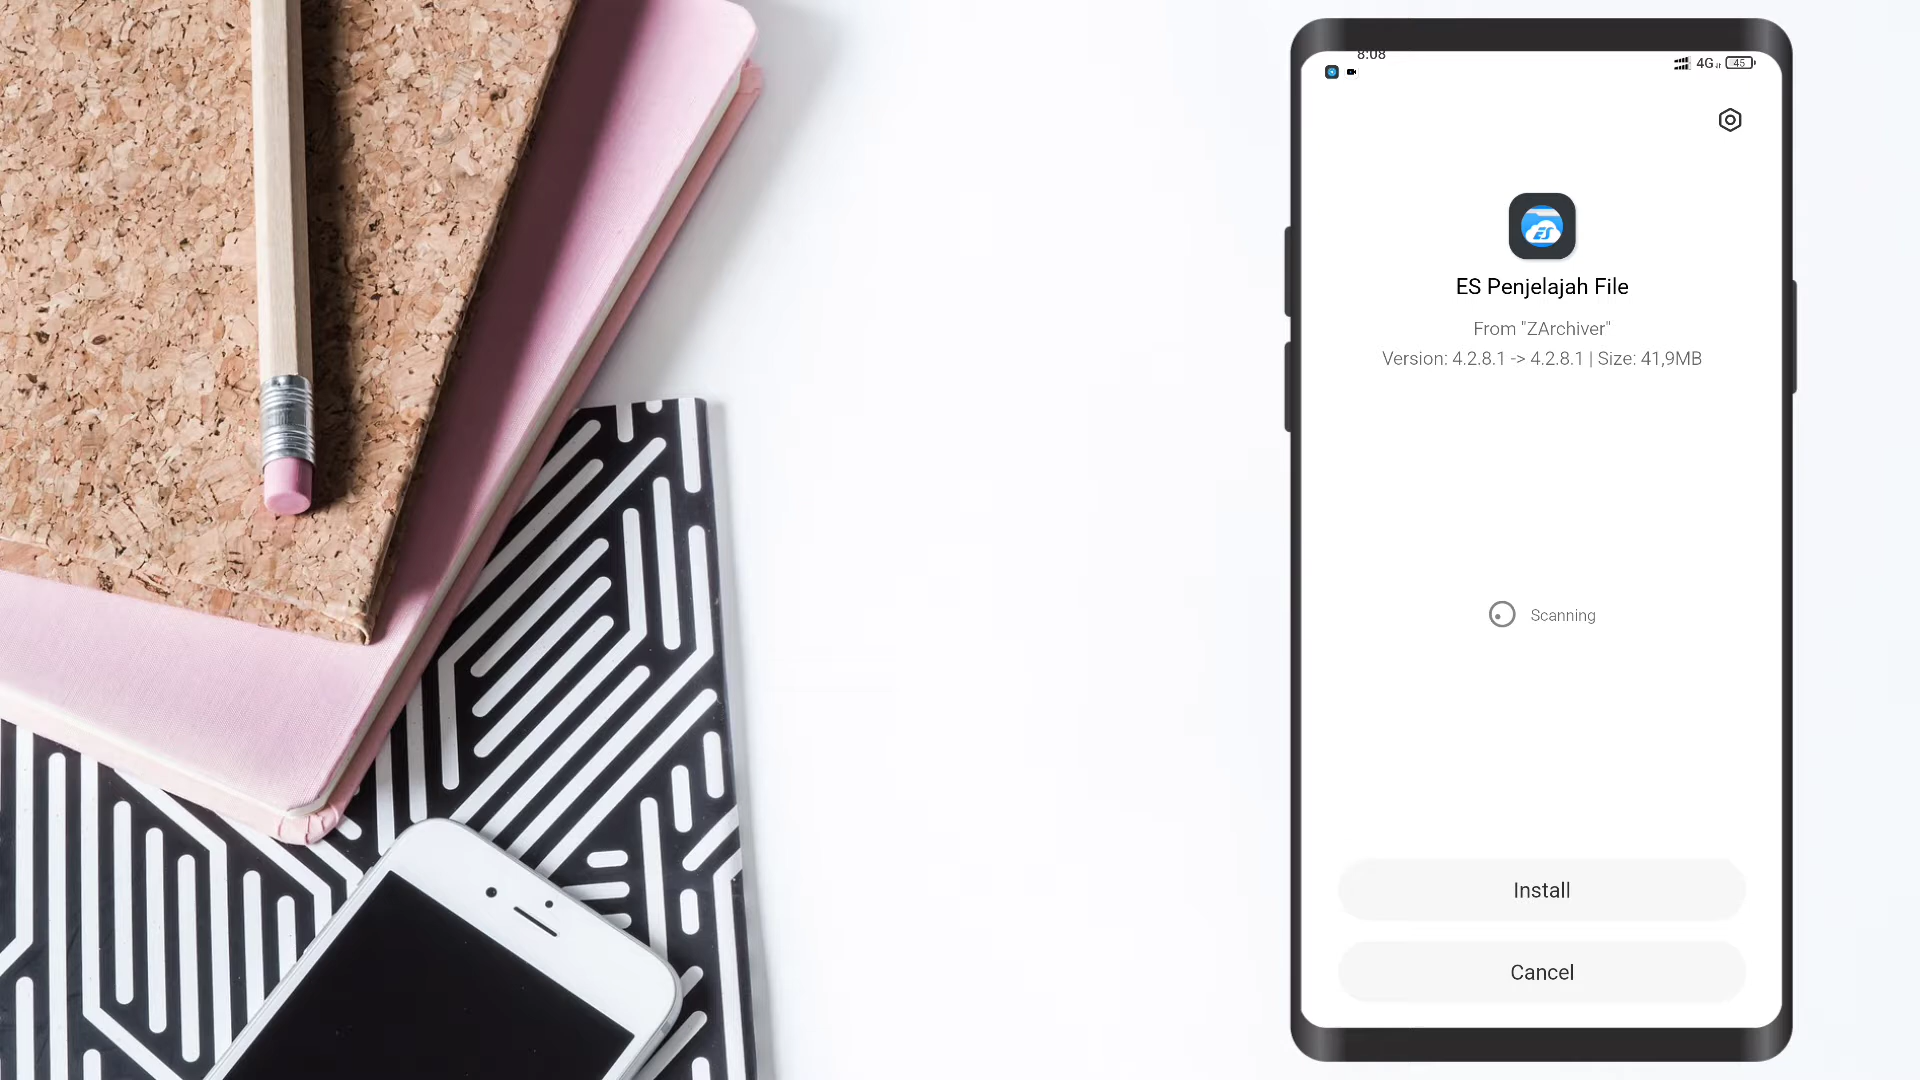 8:08
4G
45
ES
ES Penjelajah File
From "ZArchiver"
Version: 4.2.8.1 -> 4.2.8.1 | Size: 41,9MB
Scanning
Install
Cancel